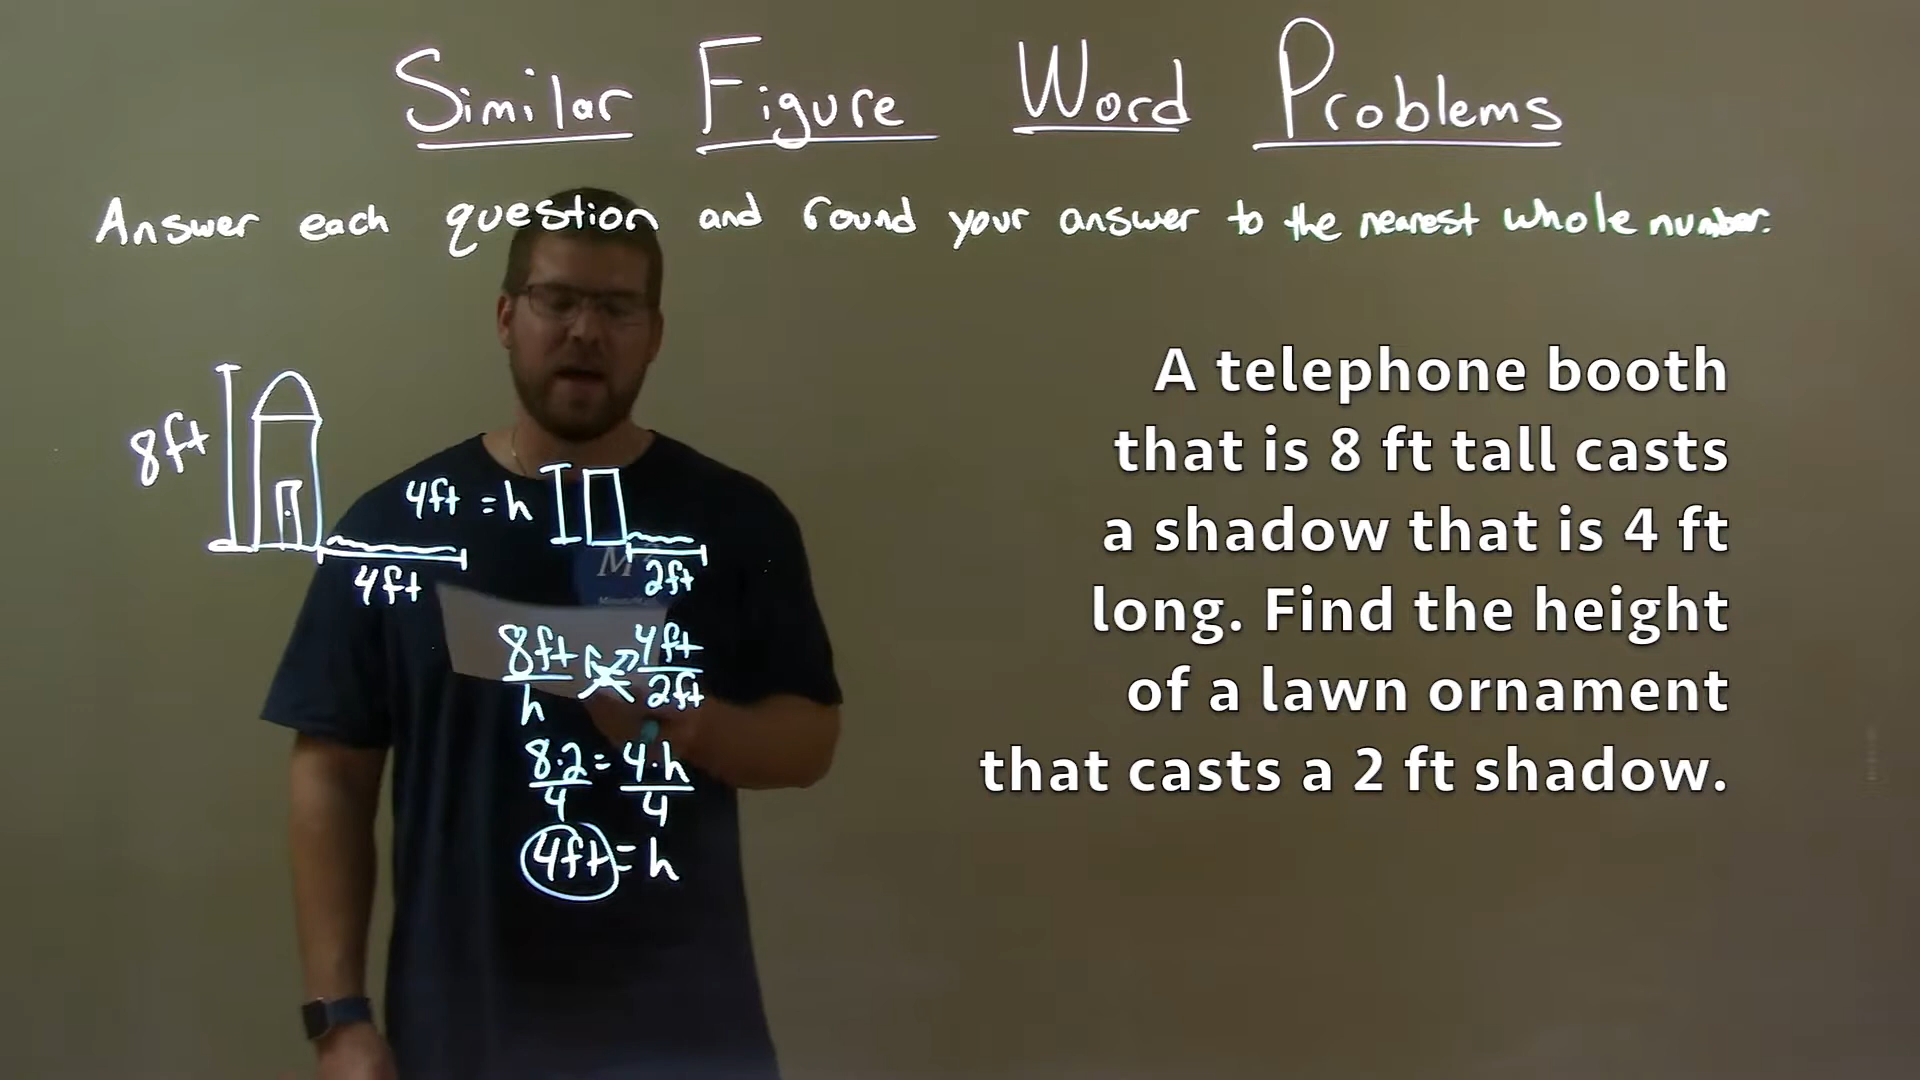 Similar Figure Word Problems
Answer each question and round your answer to the nearest whole number.
A telephone booth
that is 8 ft tall casts
a shadow that is 4 ft
long. Find the height
of a lawn ornament
that casts a 2 ft shadow.
8ft
4ft = h
4ft
2ft
8ft 4ft
h 2ft
8·2 = 4·h
4 4
4ft = h